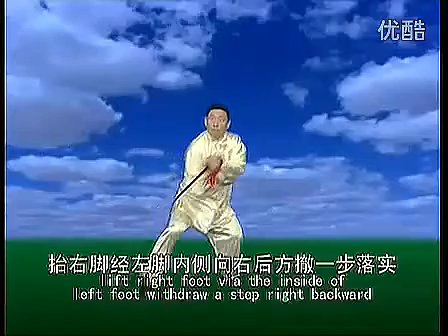 优酷
抬右脚经左脚内侧向右后方撤一步落实
lift right foot via the inside of
left foot withdraw a step right backward